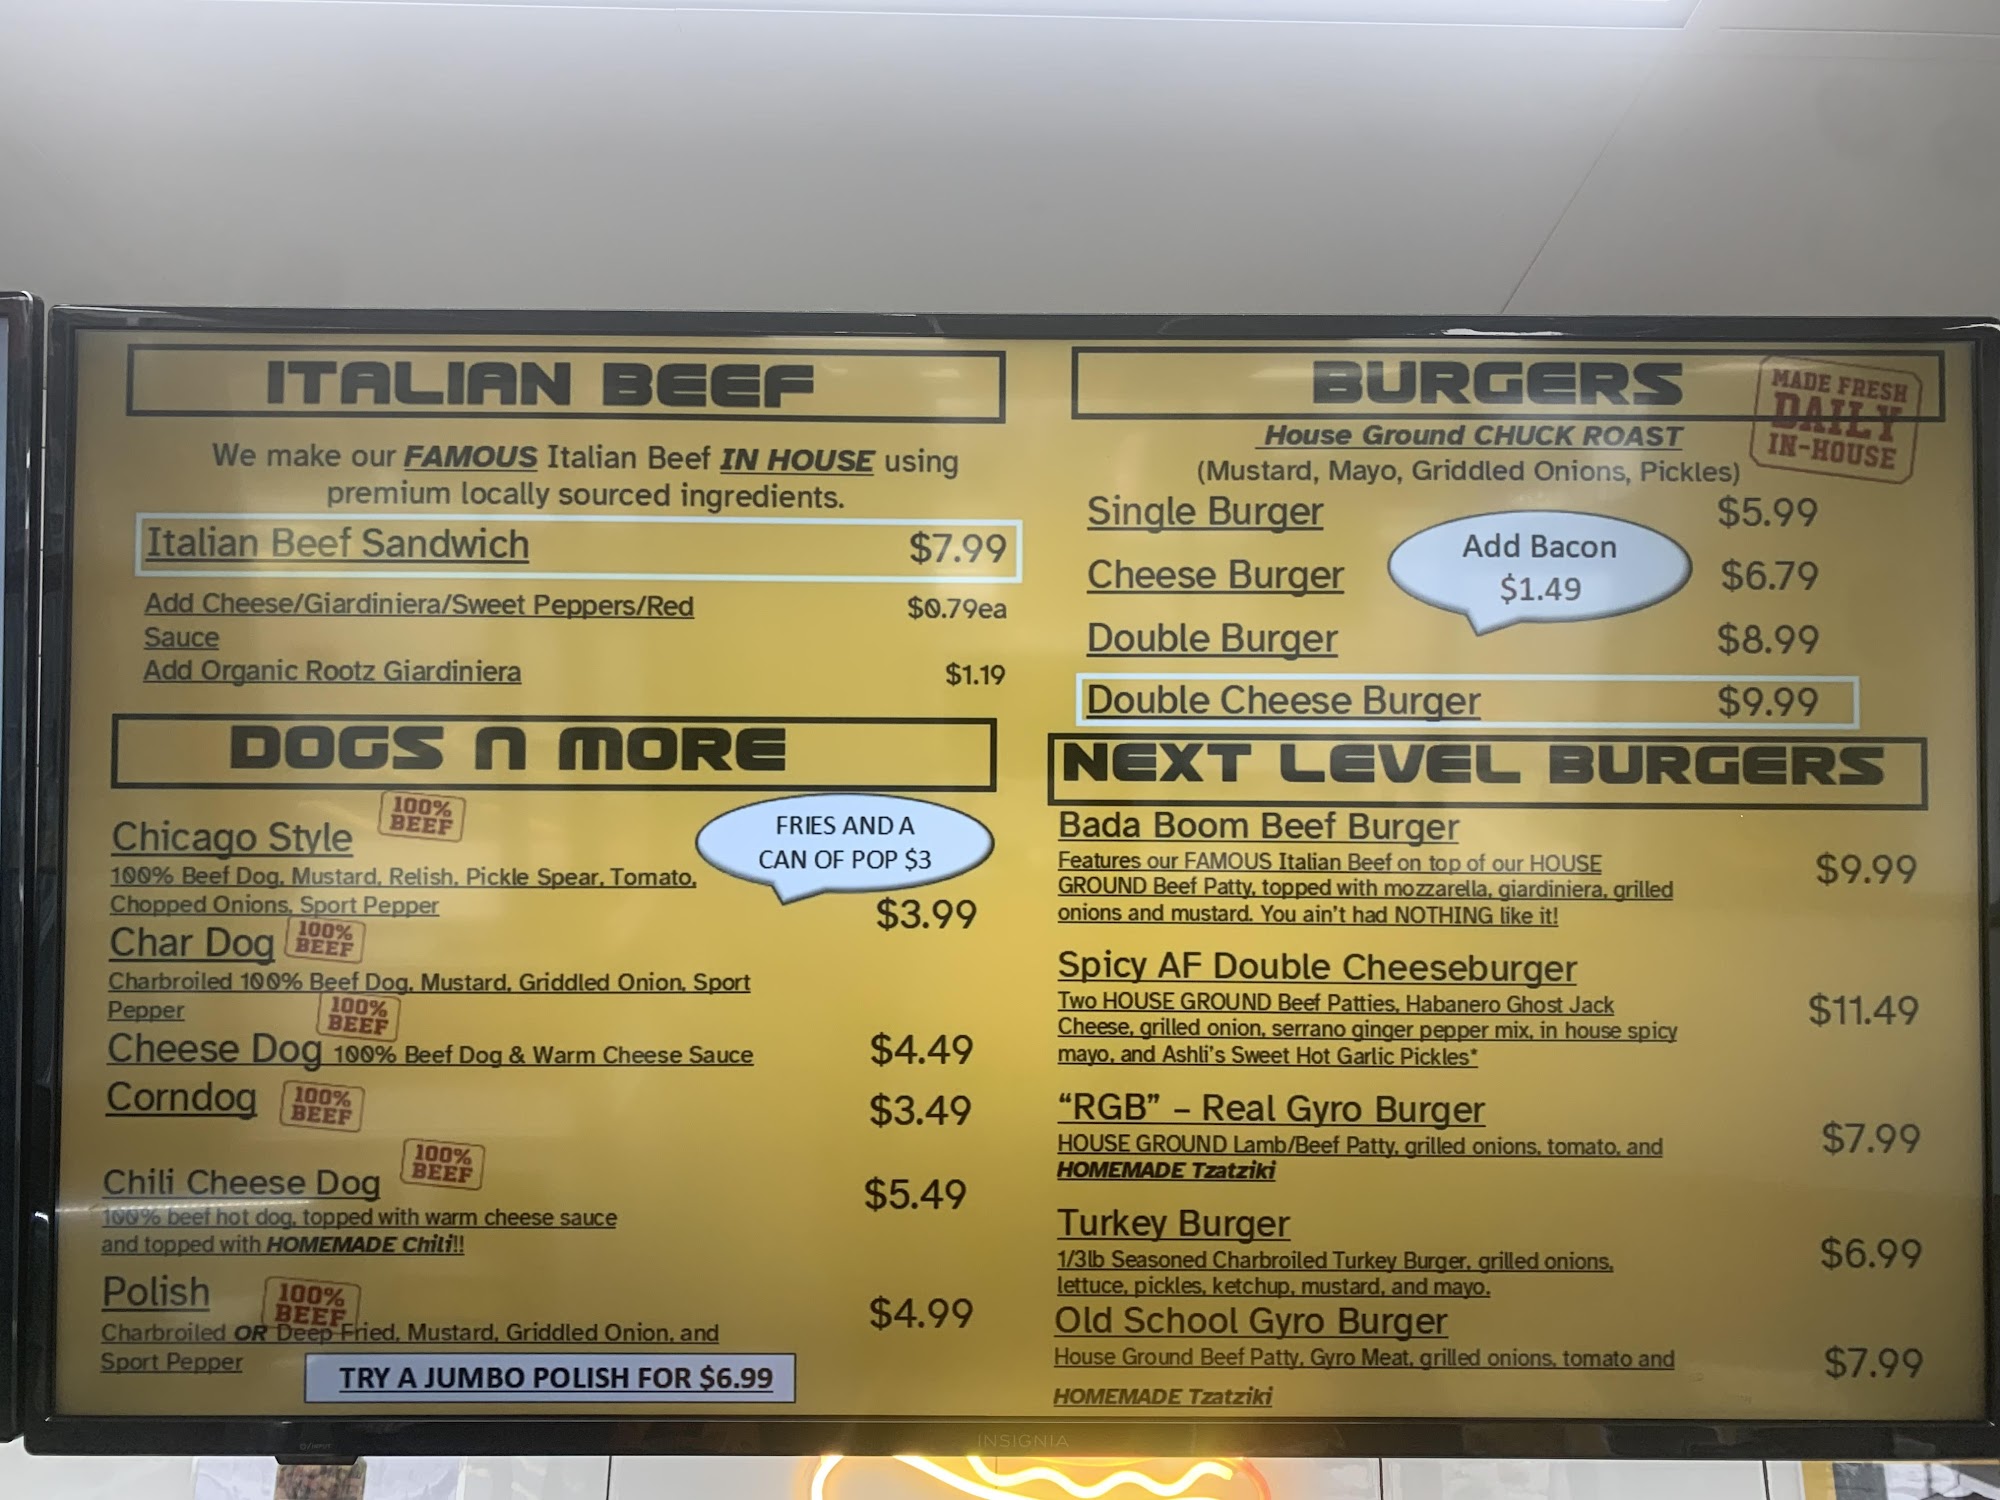 ITALIAN BEEF
We make our FAMOUS Italian Beef IN HOUSE using
premium locally sourced ingredients.
Italian Beef Sandwich $7.99
Add Cheese/Giardiniera/Sweet Peppers/Red $0.79ea
Sauce
Add Organic Rootz Giardiniera $1.19
DOGS N MORE
100%
BEEF
Chicago Style
FRIES AND A
CAN OF POP $3
100% Beef Dog, Mustard, Relish, Pickle Spear, Tomato,
Chopped Onions, Sport Pepper $3.99
Char Dog
100%
BEEF
Charbroiled 100% Beef Dog, Mustard, Griddled Onion, Sport
Pepper
100%
BEEF
Cheese Dog 100% Beef Dog & Warm Cheese Sauce $4.49
Corndog $3.49
100%
BEEF
100%
BEEF
Chili Cheese Dog $5.49
100% beef hot dog, topped with warm cheese sauce
and topped with HOMEMADE Chili!!
Polish $4.99
100%
BEEF
Charbroiled OR Deep Fried, Mustard, Griddled Onion, and
Sport Pepper
TRY A JUMBO POLISH FOR $6.99
BURGERS
MADE FRESH
DAILY
IN-HOUSE
House Ground CHUCK ROAST
(Mustard, Mayo, Griddled Onions, Pickles)
Single Burger $5.99
Add Bacon
$1.49
Cheese Burger $6.79
Double Burger $8.99
Double Cheese Burger $9.99
NEXT LEVEL BURGERS
Bada Boom Beef Burger
Features our FAMOUS Italian Beef on top of our HOUSE $9.99
GROUND Beef Patty, topped with mozzarella, giardiniera, grilled
onions and mustard. You ain't had NOTHING like it!
Spicy AF Double Cheeseburger
Two HOUSE GROUND Beef Patties, Habanero Ghost Jack $11.49
Cheese, grilled onion, serrano ginger pepper mix, in house spicy
mayo, and Ashli's Sweet Hot Garlic Pickles*
"RGB" – Real Gyro Burger
HOUSE GROUND Lamb/Beef Patty, grilled onions, tomato, and $7.99
HOMEMADE Tzatziki
Turkey Burger
1/3lb Seasoned Charbroiled Turkey Burger, grilled onions, $6.99
lettuce, pickles, ketchup, mustard, and mayo.
Old School Gyro Burger
House Ground Beef Patty, Gyro Meat, grilled onions, tomato and $7.99
HOMEMADE Tzatziki
INSIGNIA